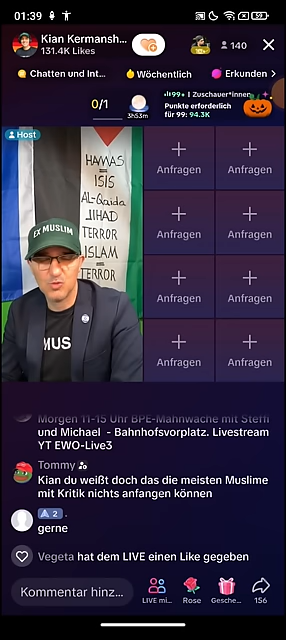 01:39
59
Kian Kermansh...
131.4K Likes
140
Chatten und Int...
Wöchentlich
Erkunden
0/1
3h53m
99+ | Zuschauer*innen
Punkte erforderlich
für 99: 94.3K
Host
HAMAS
=
ISIS
AL-Qaida
JIHAD
TERROR
ISLAM
=
TERROR
EX MUSLIM
MUS
Anfragen
Anfragen
Anfragen
Anfragen
Anfragen
Anfragen
Anfragen
Anfragen
Morgen 11-15 Uhr BPE-Mahnwache mit Steffi
und Michael - Bahnhofsvorplatz. Livestream
YT EWO-Live3
Tommy
Kian du weißt doch das die meisten Muslime
mit Kritik nichts anfangen können
2 .
gerne
Vegeta hat dem LIVE einen Like gegeben
Kommentar hinz...
LIVE mi...
Rose
Gesche...
156